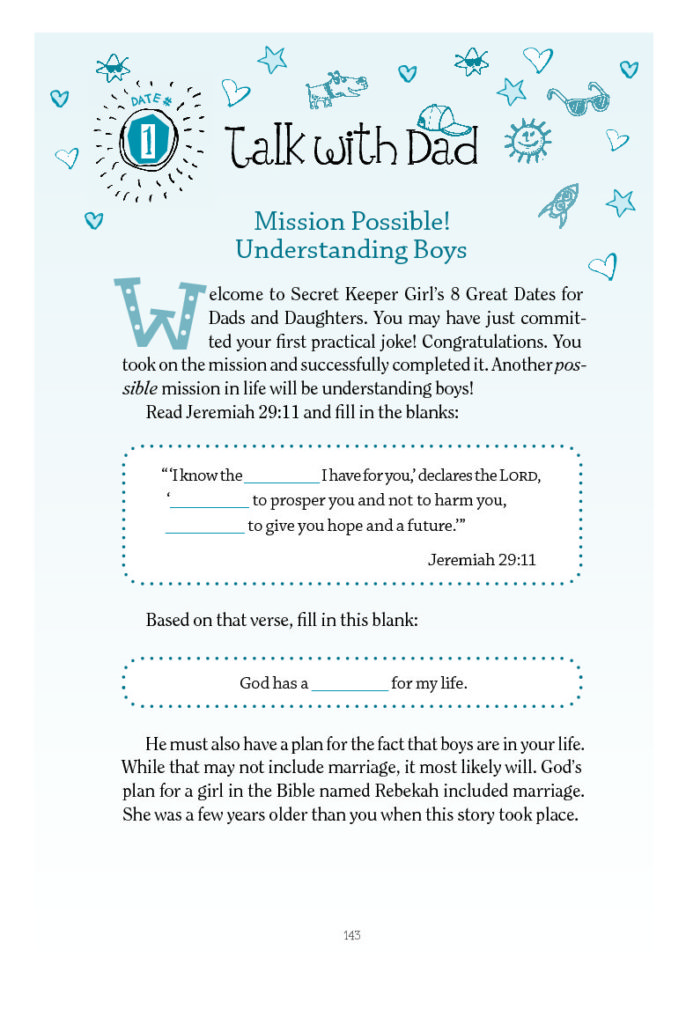 DATE #
1
Talk with Dad
Mission Possible!
Understanding Boys
Welcome to Secret Keeper Girl’s 8 Great Dates for
Dads and Daughters. You may have just commit-
ted your first practical joke! Congratulations. You
took on the mission and successfully completed it. Another pos-
sible mission in life will be understanding boys!
Read Jeremiah 29:11 and fill in the blanks:
“ ‘I know the _________ I have for you,’ declares the LORD,
‘_________ to prosper you and not to harm you,
_________ to give you hope and a future.’”
Jeremiah 29:11
Based on that verse, fill in this blank:
God has a _________ for my life.
He must also have a plan for the fact that boys are in your life.
While that may not include marriage, it most likely will. God’s
plan for a girl in the Bible named Rebekah included marriage.
She was a few years older than you when this story took place.
143